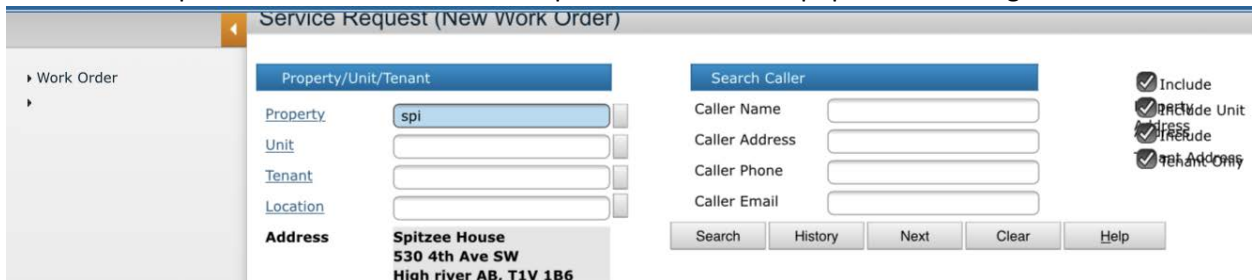 Service Request (New Work Order)
Work Order
Property/Unit/Tenant
Property
spi
Unit
Tenant
Location
Address
Spitzee House
530 4th Ave SW
High river AB, T1V 1B6
Search Caller
Caller Name
Caller Address
Caller Phone
Caller Email
Search
History
Next
Clear
Help
Include
Include Unit
Include
Tenant Only